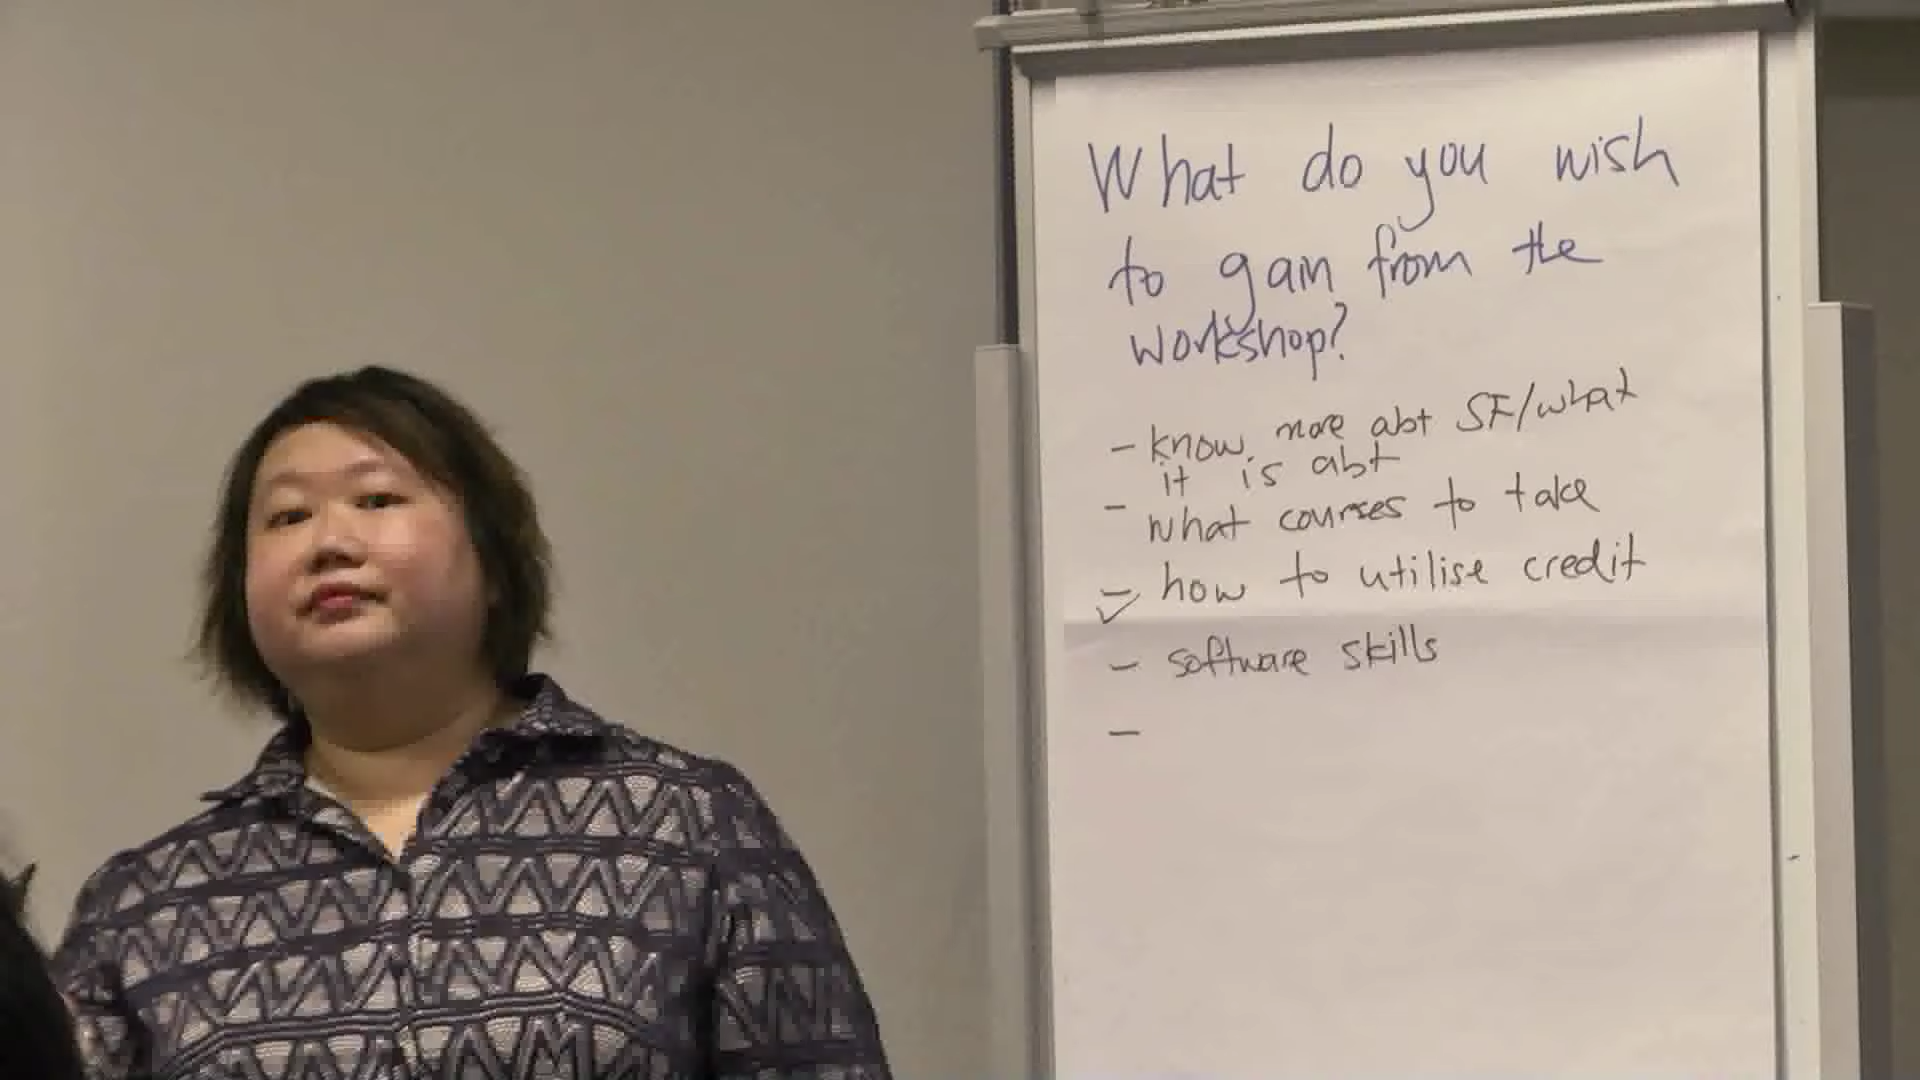 What do you wish
to gain from the
workshop?
- know more abt SF/what
it is abt
- what courses to take
- how to utilise credit
- software skills
-